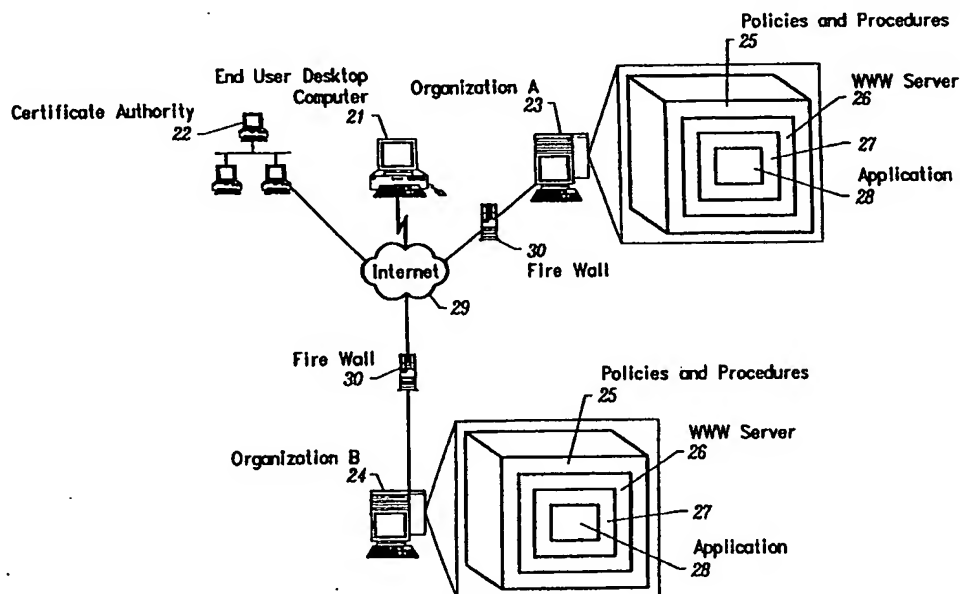 Policies and Procedures
25
End User Desktop
Computer
21
Organization A
23
WWW Server
26
Certificate Authority
22
27
Application
28
30
Fire Wall
Internet
29
Fire Wall
30
Policies and Procedures
25
Organization B
24
WWW Server
26
27
Application
28